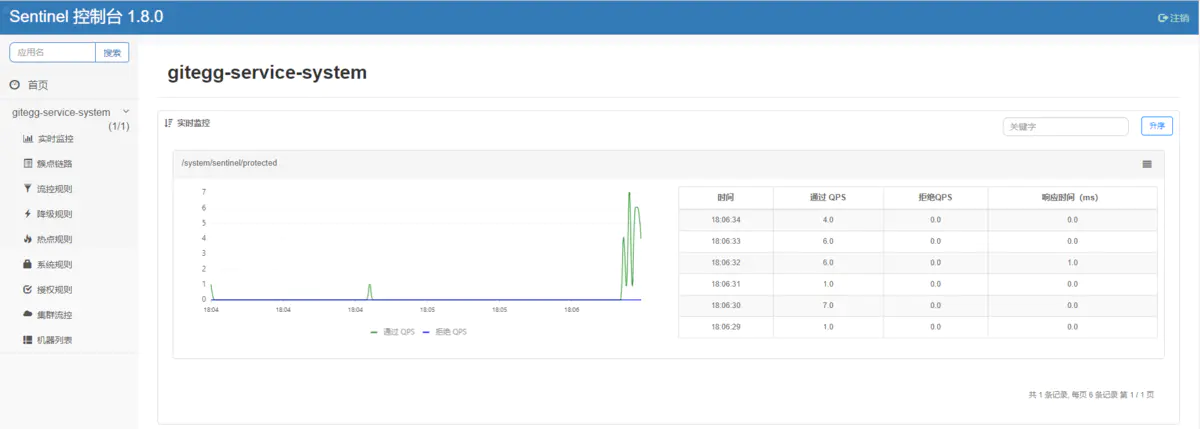 Sentinel 控制台 1.8.0
注销
应用名 搜索
首页
gitegg-service-system
(1/1)
实时监控
簇点链路
流控规则
降级规则
热点规则
系统规则
授权规则
集群流控
机器列表
gitegg-service-system
实时监控
关键字 升序
/system/sentinel/protected
7
6
5
4
3
2
1
0
18:04 18:04 18:04 18:05 18:05 18:06
通过 QPS 拒绝 QPS
时间 通过 QPS 拒绝QPS 响应时间（ms）
18:06:34 4.0 0.0 0.0
18:06:33 6.0 0.0 0.0
18:06:32 6.0 0.0 1.0
18:06:31 1.0 0.0 0.0
18:06:30 7.0 0.0 0.0
18:06:29 1.0 0.0 0.0
共 1 条记录, 每页 6 条记录 第 1 / 1 页